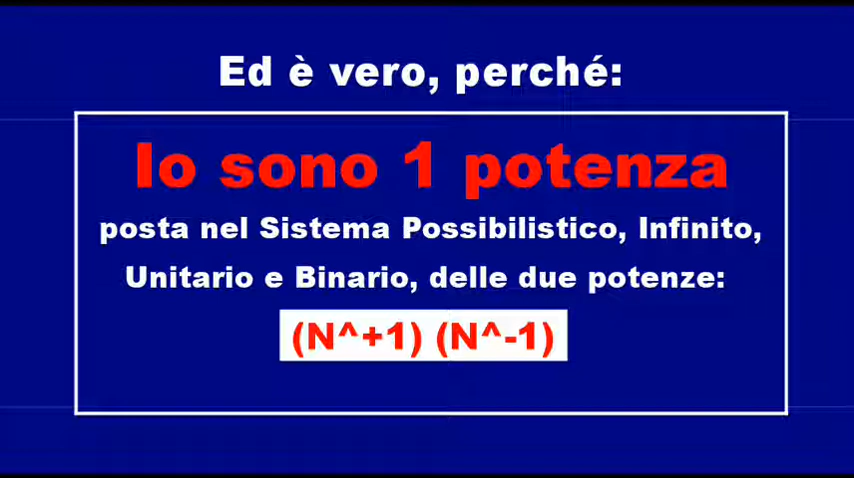 Ed è vero, perché:
Io sono 1 potenza
posta nel Sistema Possibilistico, Infinito,
Unitario e Binario, delle due potenze:
(N^+1) (N^-1)